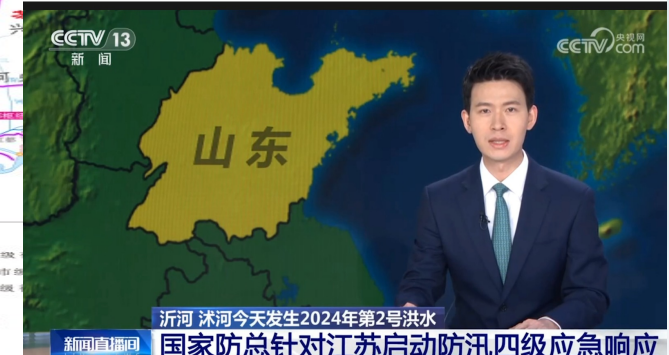 CCTV 13
新闻
央视网
CCTV.com
山东
沂河 沭河今天发生2024年第2号洪水
新闻直播间
国家防总针对江苏启动防汛四级应急响应